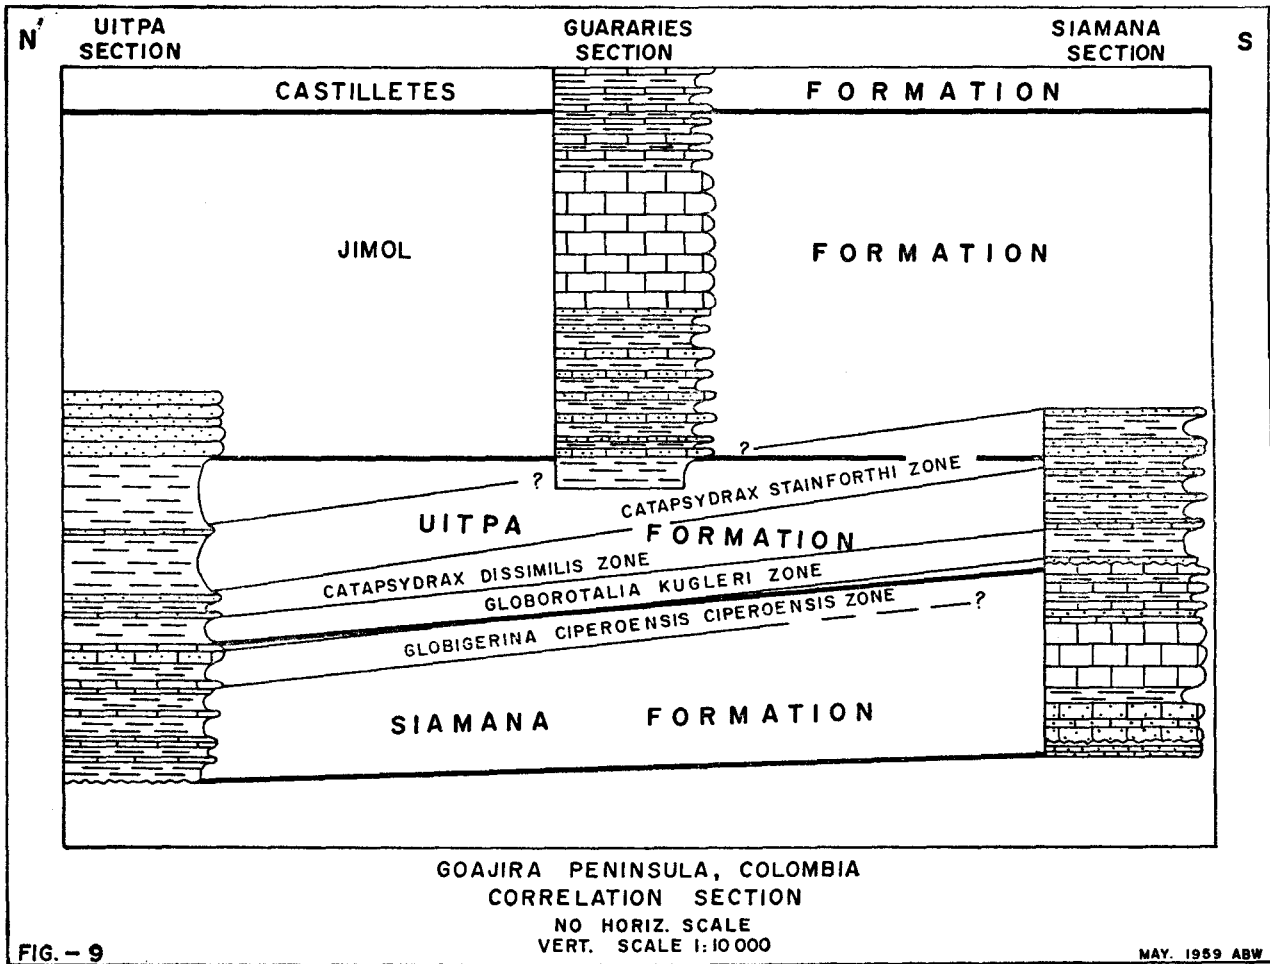 N'
UITPA
SECTION
GUARARIES
SECTION
SIAMANA
SECTION
S
CASTILLETES
FORMATION
JIMOL
FORMATION
?
?
CATAPSYDRAX STAINFORTHI ZONE
UITPA
FORMATION
CATAPSYDRAX DISSIMILIS ZONE
GLOBOROTALIA KUGLERI ZONE
GLOBIGERINA CIPEROENSIS CIPEROENSIS ZONE
?
SIAMANA
FORMATION
GOAJIRA PENINSULA, COLOMBIA
CORRELATION SECTION
NO HORIZ. SCALE
VERT. SCALE 1:10 000
FIG. - 9
MAY. 1959 ABW